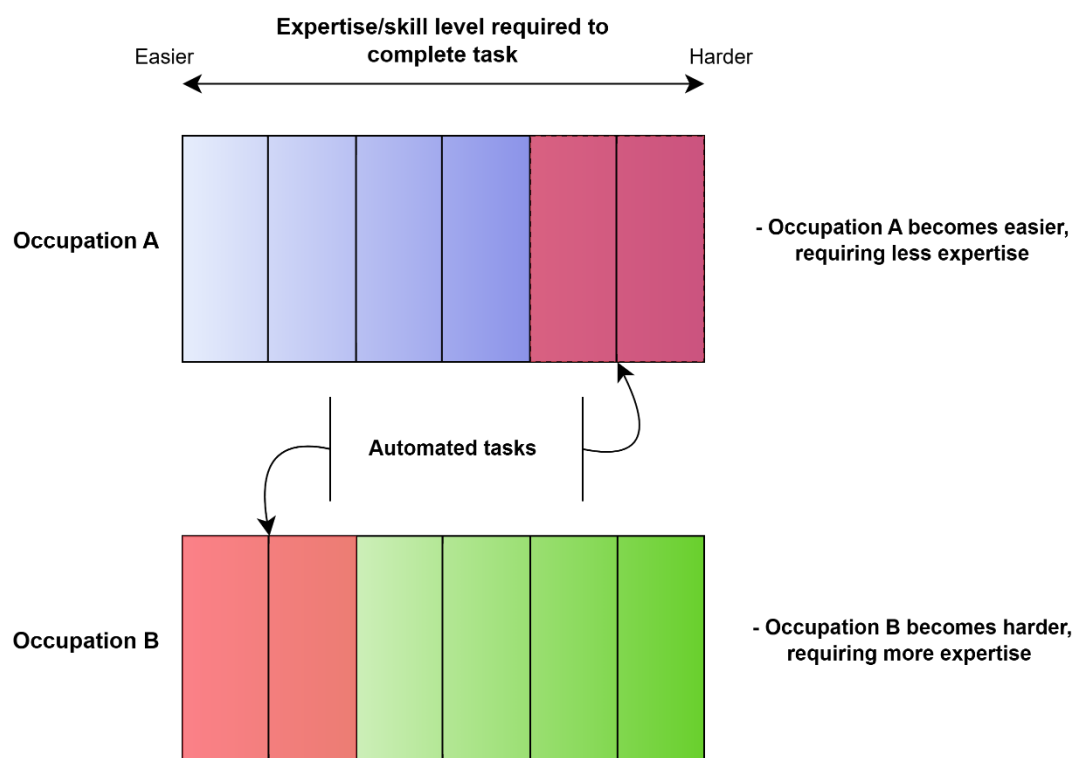 Expertise/skill level required to
complete task
Easier
Harder
Occupation A
- Occupation A becomes easier,
requiring less expertise
Automated tasks
Occupation B
- Occupation B becomes harder,
requiring more expertise